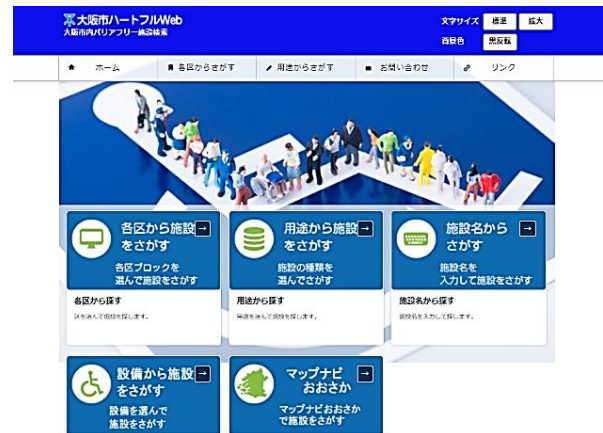 大阪市ハートフルWeb
大阪市内バリアフリー施設検索
文字サイズ 標準 拡大
背景色 黒反転
ホーム 各区からさがす 用途からさがす お問い合わせ リンク
各区から施設
をさがす
各区ブロックを
選んで施設をさがす
用途から施設
をさがす
施設の種類を
選んでさがす
施設名から
さがす
施設名を
入力して施設をさがす
各区から探す
区を選んで施設を探します。
用途から探す
用途を選んで施設を探します。
施設名から探す
施設名を入力して探します。
設備から施設
をさがす
設備を選んで
施設をさがす
マップナビ
おおさか
マップナビおおさか
で施設をさがす